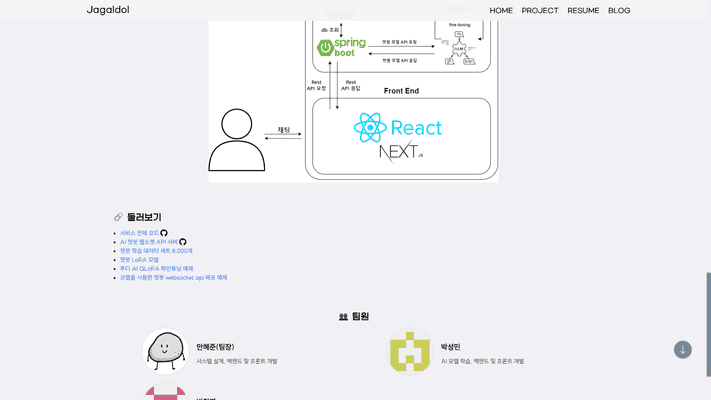 Jagaldol
HOME PROJECT RESUME BLOG
db 조회
fine-tuning
LLM
spring boot
챗봇 모델 API 요청
챗봇 모델 API 응답
Rest API 요청
Rest API 응답
Front End
채팅
React
NEXT.JS
🔗 둘러보기
서비스 전체 코드
AI 챗봇 웹소켓 API 서버
챗봇 학습 데이터 세트 8,000개
챗봇 LoRA 모델
무디 AI QLoRA 파인튜닝 예제
코랩을 사용한 챗봇 websocket api 배포 예제
👥 팀원
안혜준(팀장)
시스템 설계, 백엔드 및 프론트 개발
박성민
AI 모델 학습, 백엔드 및 프론트 개발